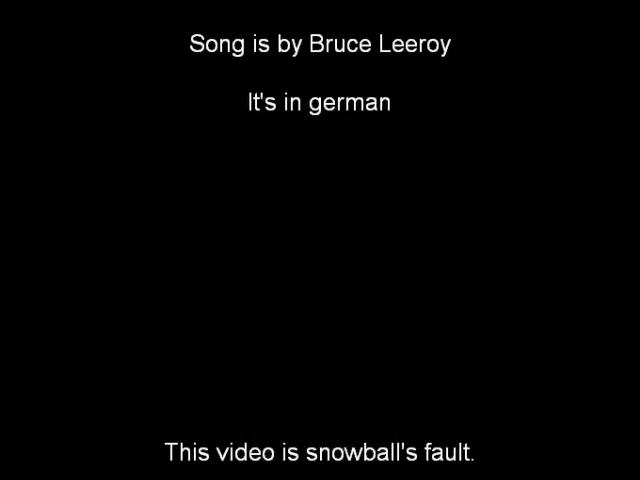 Song is by Bruce Leeroy
It's in german
This video is snowball's fault.